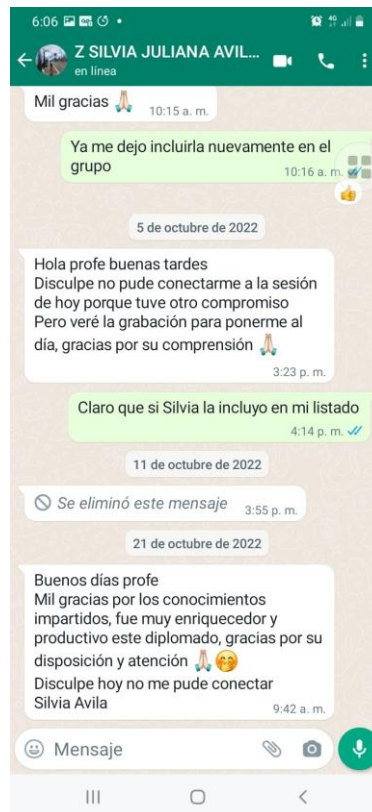 6:06
Z SILVIA JULIANA AVIL...
en línea
Mil gracias 🙏🏻
10:15 a. m.
Ya me dejo incluirla nuevamente en el
grupo
10:16 a. m.
5 de octubre de 2022
Hola profe buenas tardes
Disculpe no pude conectarme a la sesión
de hoy porque tuve otro compromiso
Pero veré la grabación para ponerme al
día, gracias por su comprensión 🙏🏻
3:23 p. m.
Claro que si Silvia la incluyo en mi listado
4:14 p. m.
11 de octubre de 2022
Se eliminó este mensaje
3:55 p. m.
21 de octubre de 2022
Buenos días profe
Mil gracias por los conocimientos
impartidos, fue muy enriquecedor y
productivo este diplomado, gracias por su
disposición y atención 🙏🏻🤭
Disculpe hoy no me pude conectar
Silvia Avila
9:42 a. m.
Mensaje